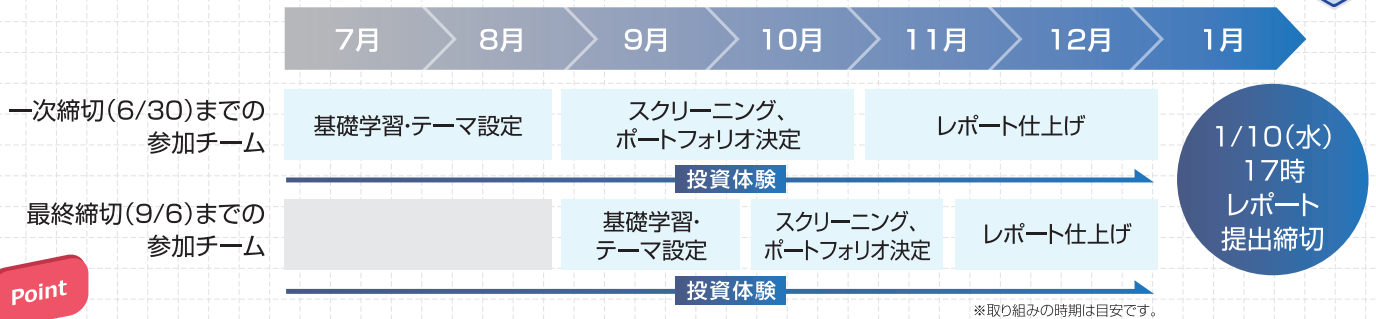 7月 8月 9月 10月 11月 12月 1月
一次締切(6/30)までの
参加チーム
基礎学習・テーマ設定
スクリーニング、
ポートフォリオ決定
レポート仕上げ
投資体験
最終締切(9/6)までの
参加チーム
基礎学習・
テーマ設定
スクリーニング、
ポートフォリオ決定
レポート仕上げ
投資体験
※取り組みの時期は目安です。
1/10(水)
17時
レポート
提出締切
Point